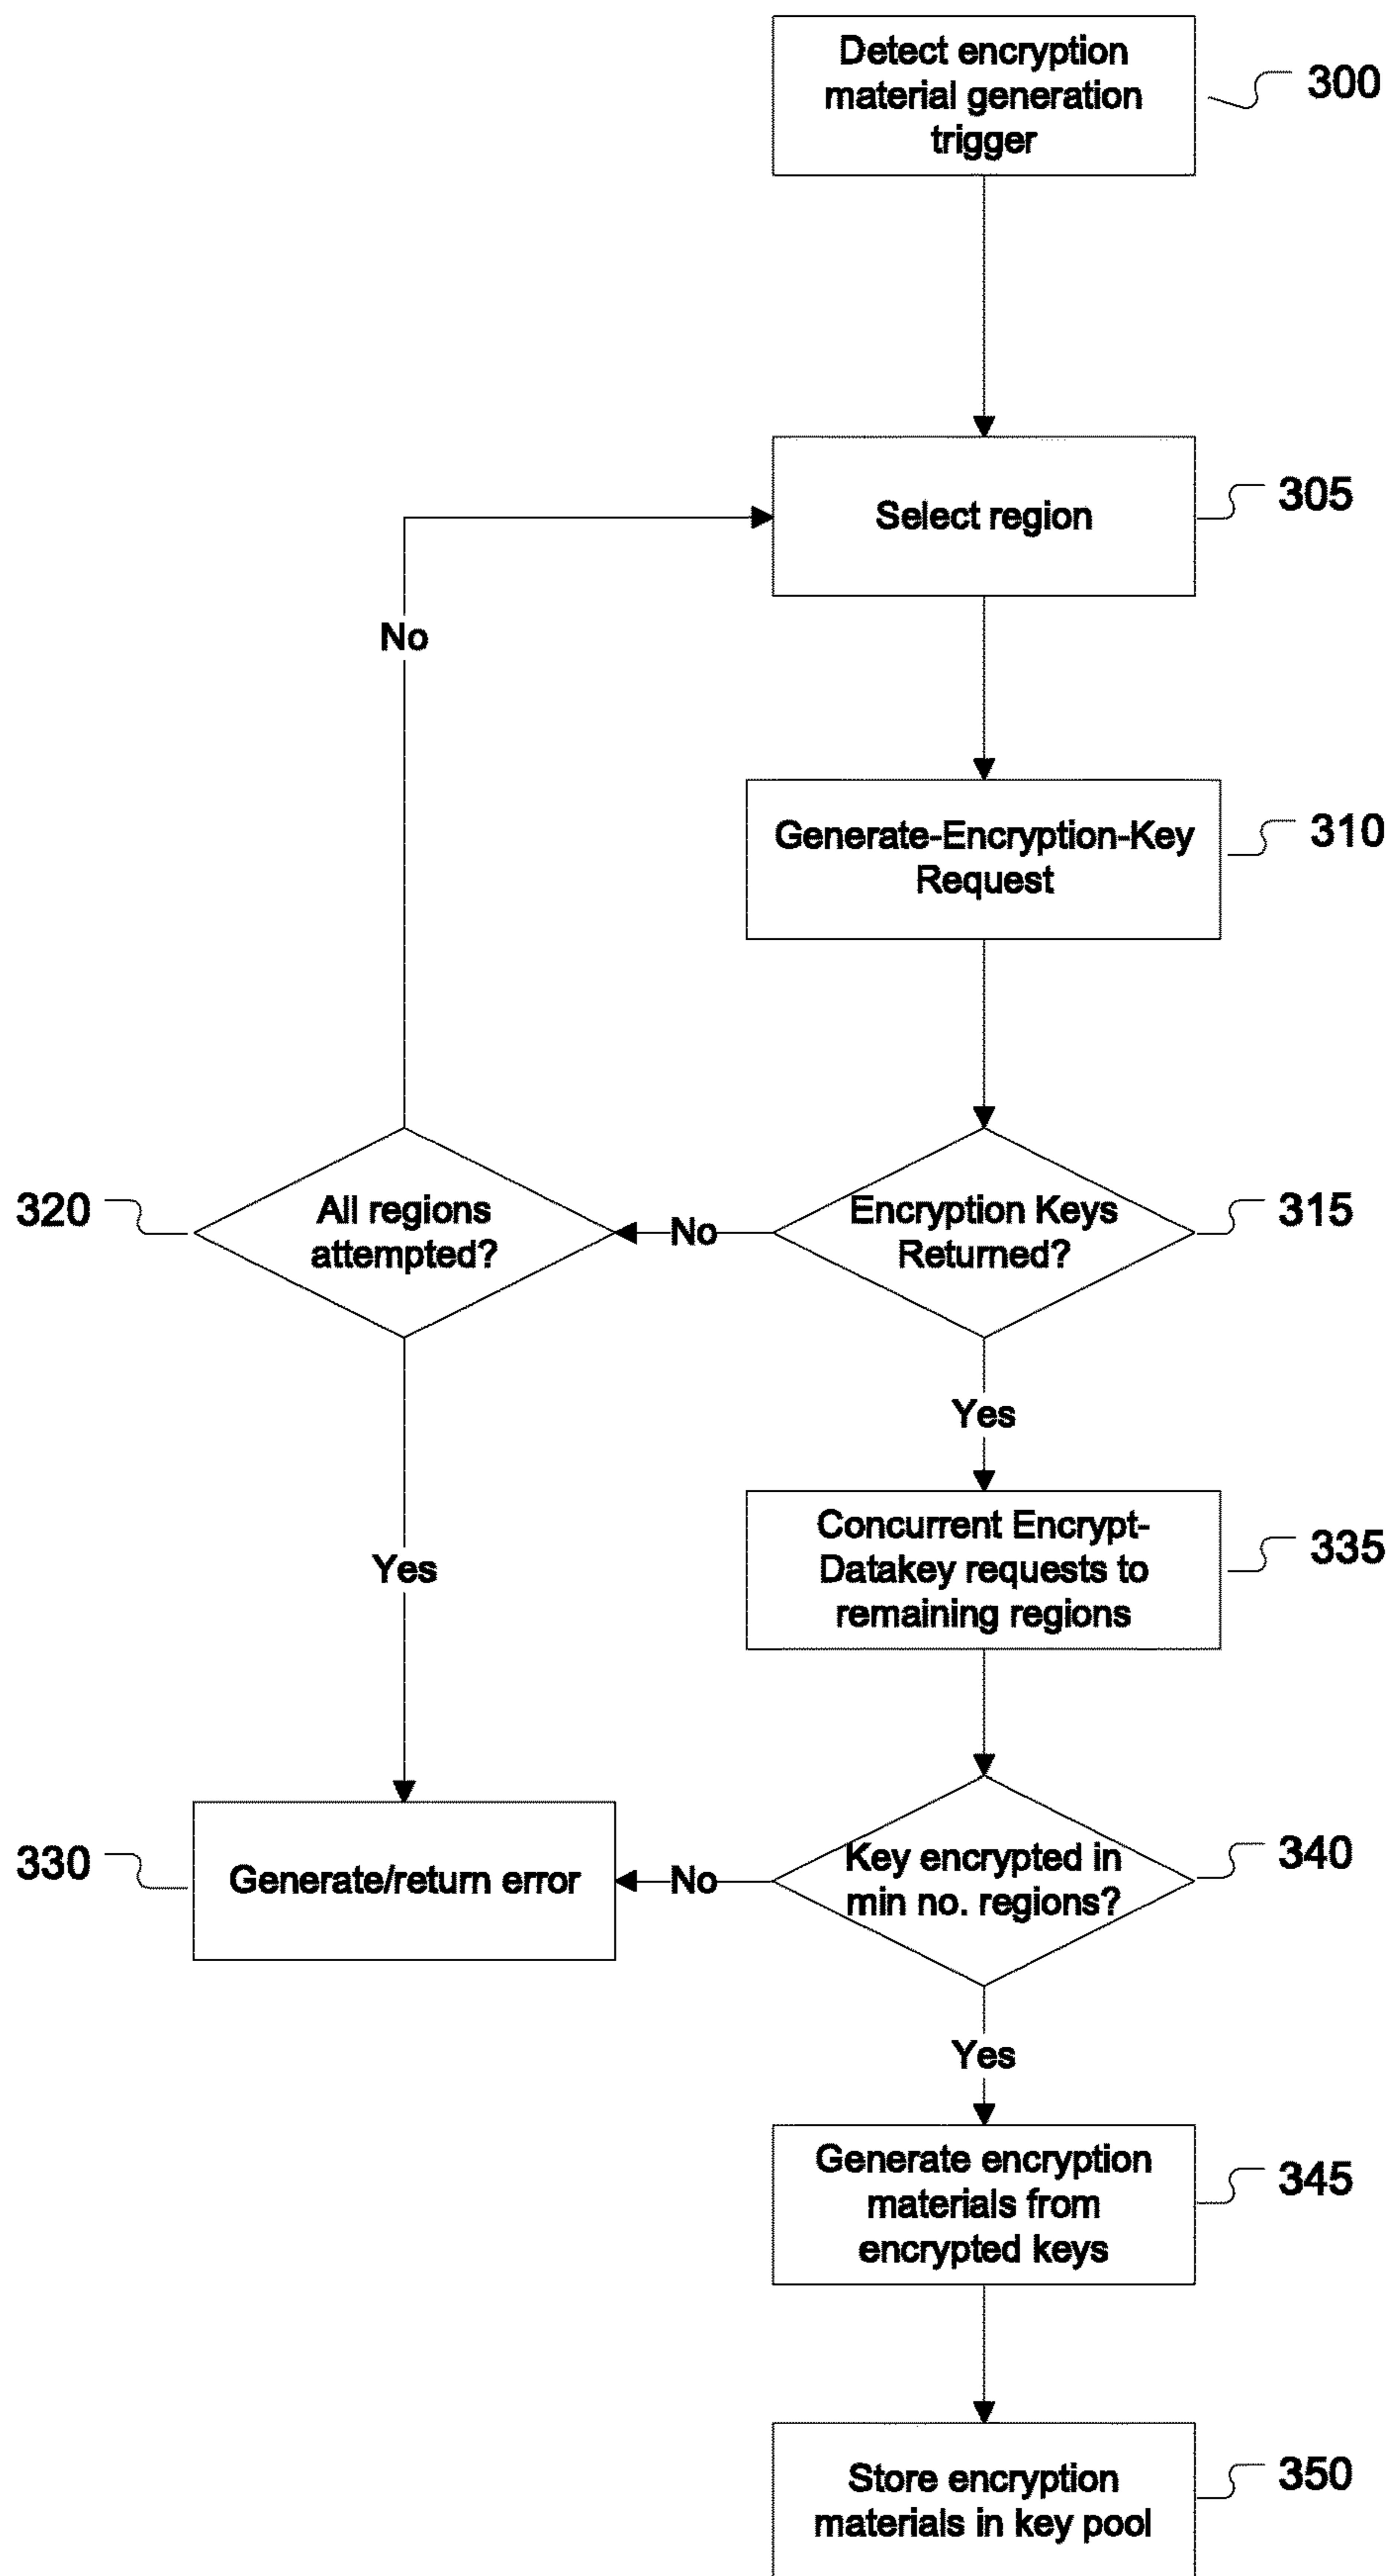 Detect encryption
material generation
trigger
300
Select region
305
No
Generate-Encryption-Key
Request
310
320
All regions
attempted?
No
Encryption Keys
Returned?
315
Yes
Concurrent Encrypt-
Datakey requests to
remaining regions
335
Yes
330
Generate/return error
No
Key encrypted in
min no. regions?
340
Yes
Generate encryption
materials from
encrypted keys
345
Store encryption
materials in key pool
350